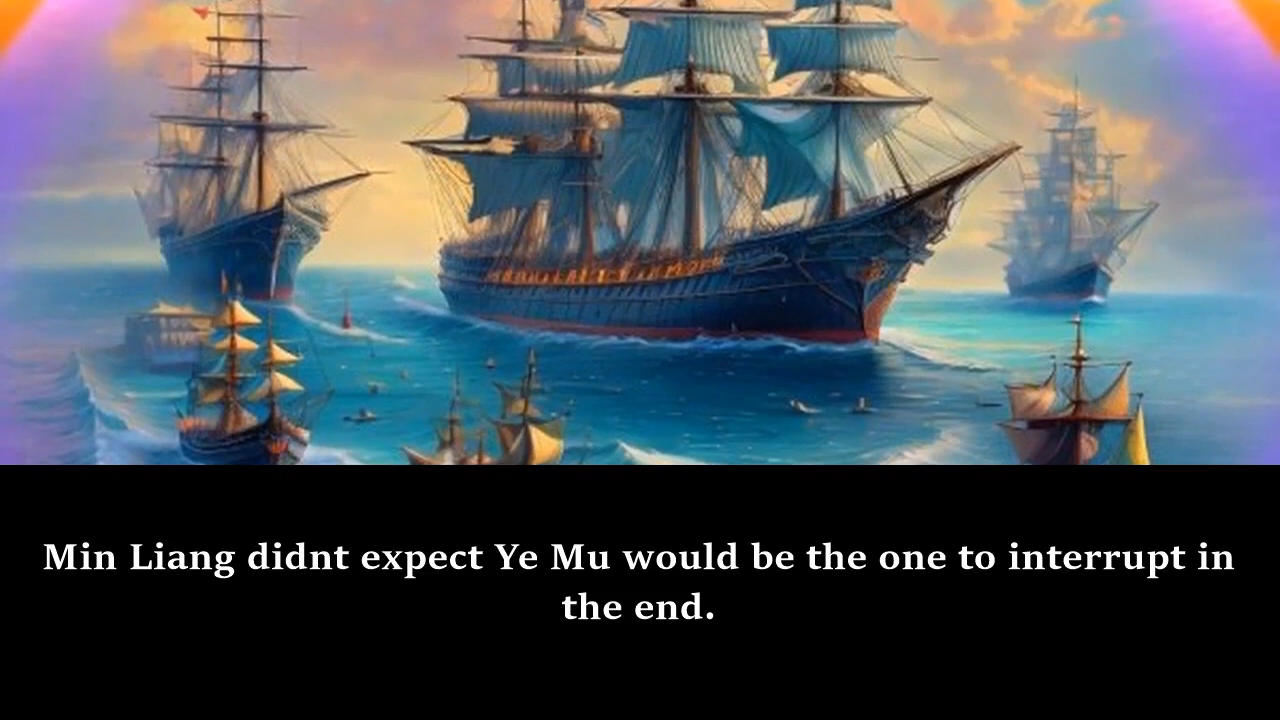 Min Liang didnt expect Ye Mu would be the one to interrupt in
the end.